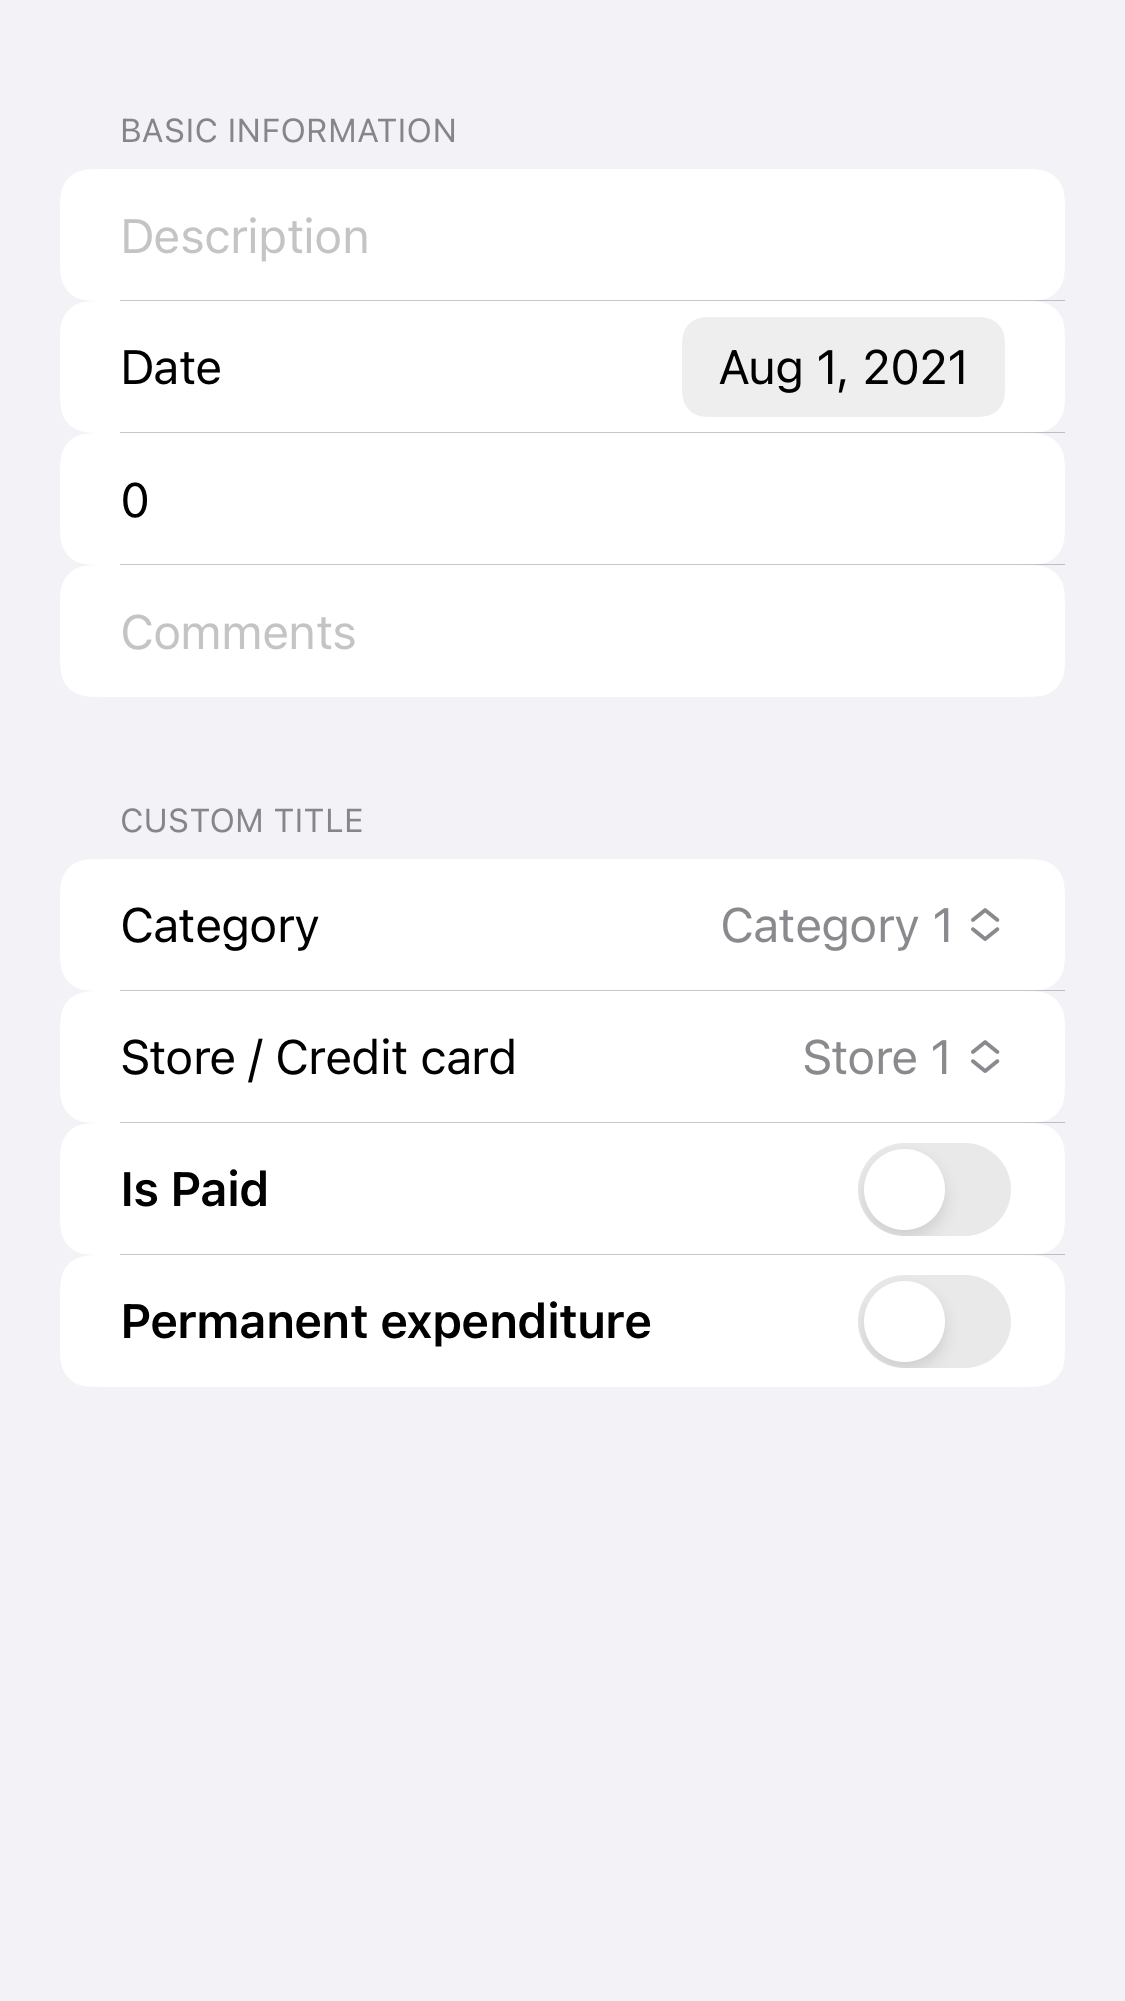 BASIC INFORMATION
Description
Date Aug 1, 2021
0
Comments
CUSTOM TITLE
Category Category 1
Store / Credit card Store 1
Is Paid
Permanent expenditure